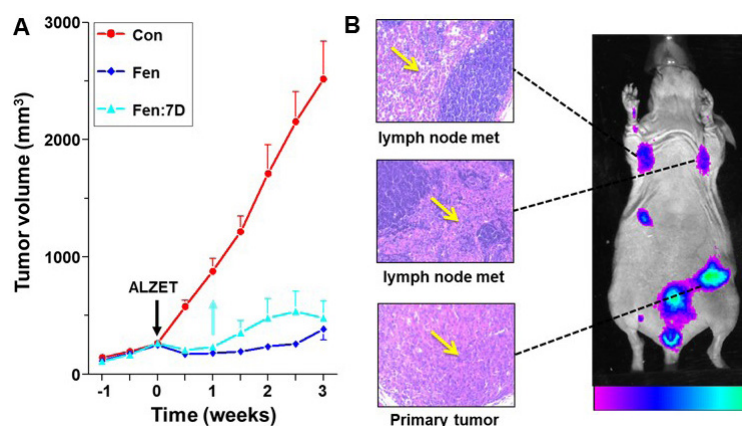 A
Con
Fen
Fen:7D
Tumor volume (mm³)
3000
2000
1000
0
ALZET
-1 0 1 2 3
Time (weeks)
B
lymph node met
lymph node met
Primary tumor